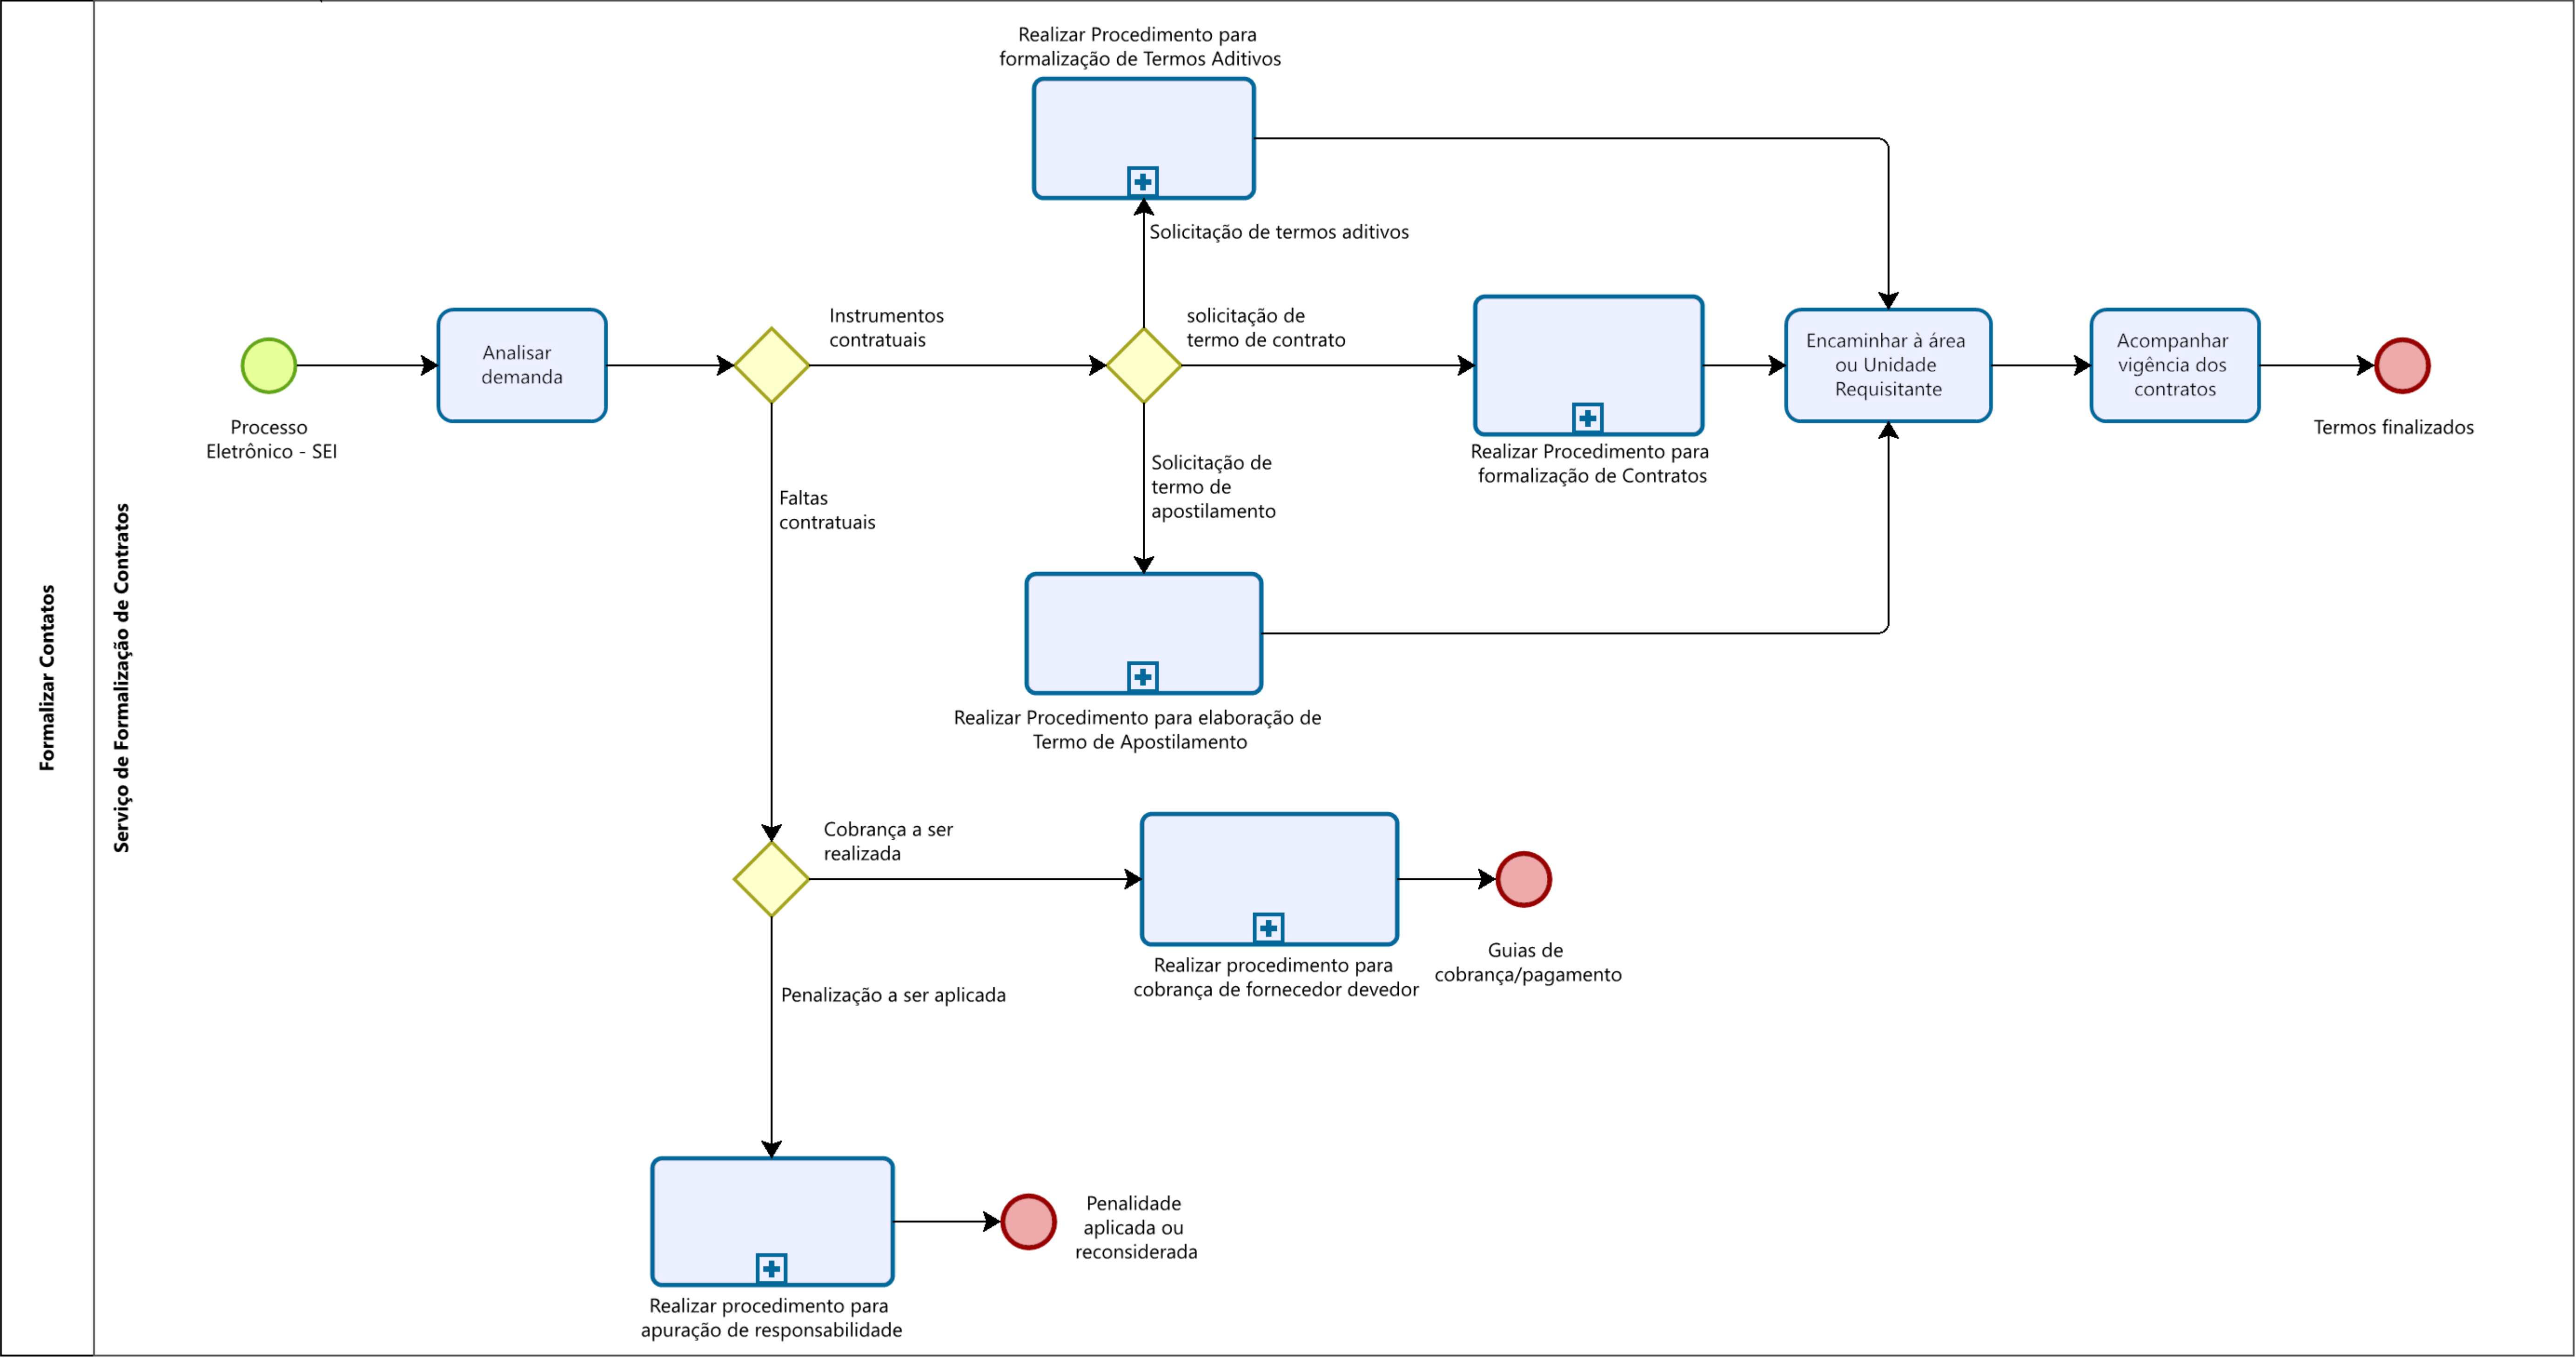 Formalizar Contatos
Serviço de Formalização de Contratos
Processo
Eletrônico - SEI
Analisar
demanda
Instrumentos
contratuais
Faltas
contratuais
Realizar Procedimento para
formalização de Termos Aditivos
Solicitação de termos aditivos
solicitação de
termo de contrato
Solicitação de
termo de
apostilamento
Realizar Procedimento para
formalização de Contratos
Encaminhar à área
ou Unidade
Requisitante
Acompanhar
vigência dos
contratos
Termos finalizados
Realizar Procedimento para elaboração de
Termo de Apostilamento
Cobrança a ser
realizada
Realizar procedimento para
cobrança de fornecedor devedor
Guias de
cobrança/pagamento
Penalização a ser aplicada
Realizar procedimento para
apuração de responsabilidade
Penalidade
aplicada ou
reconsiderada